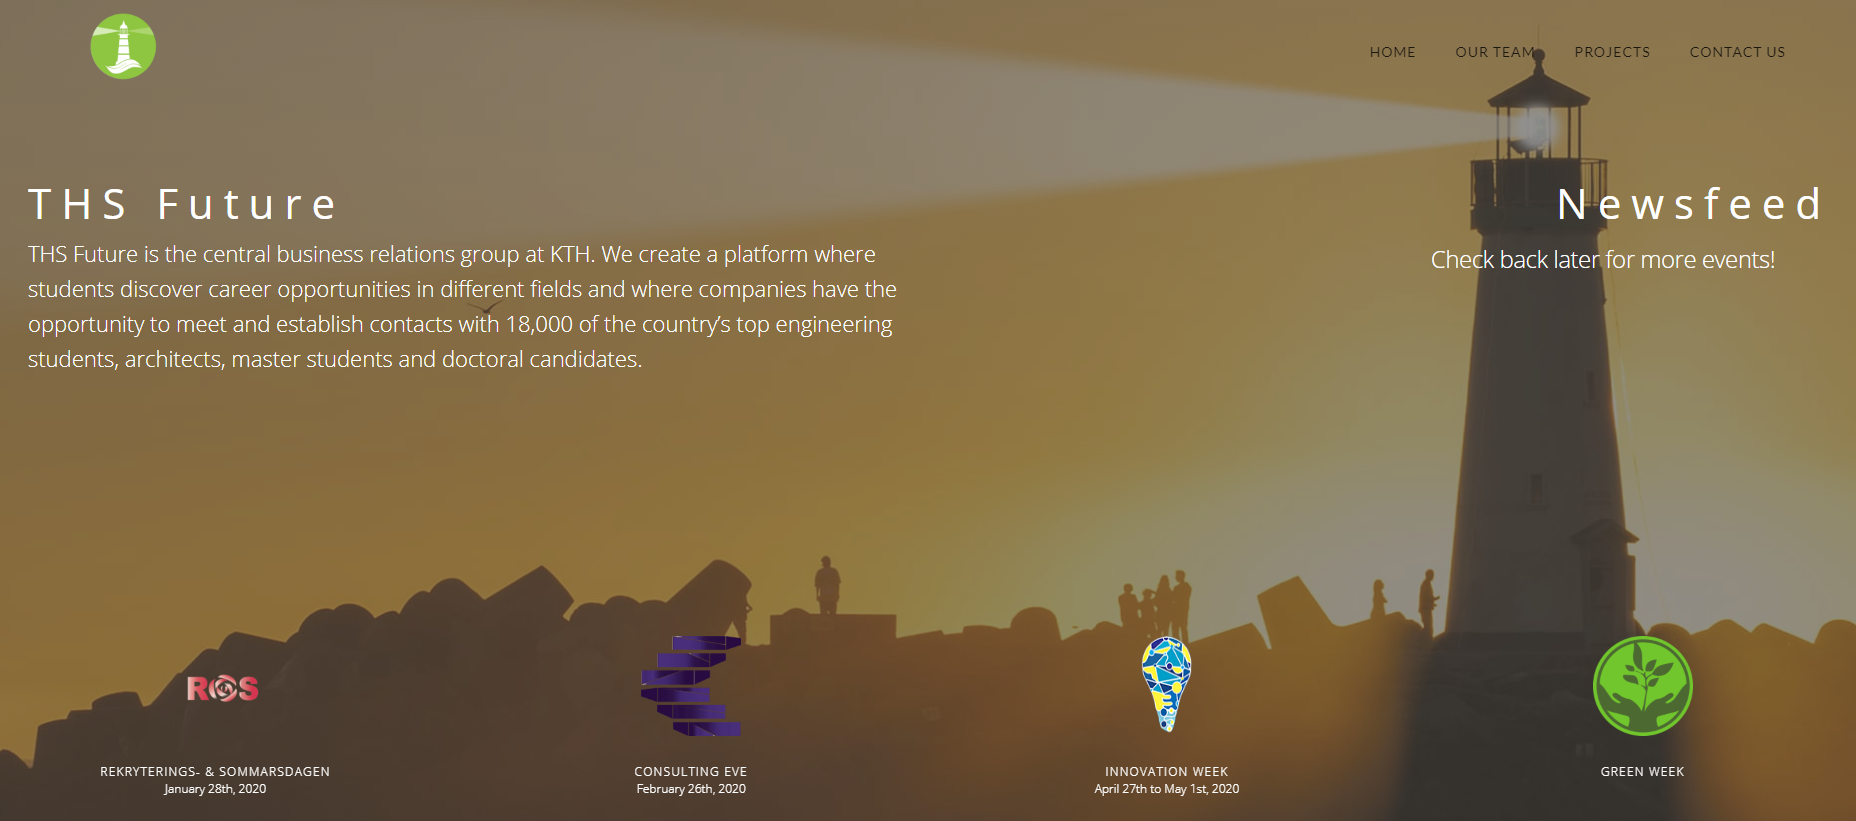 HOME OUR TEAM PROJECTS CONTACT US
THS Future
THS Future is the central business relations group at KTH. We create a platform where
students discover career opportunities in different fields and where companies have the
opportunity to meet and establish contacts with 18,000 of the country’s top engineering
students, architects, master students and doctoral candidates.
Newsfeed
Check back later for more events!
ROS
REKRYTERINGS- & SOMMARSDAGEN
January 28th, 2020
CONSULTING EVE
February 26th, 2020
INNOVATION WEEK
April 27th to May 1st, 2020
GREEN WEEK